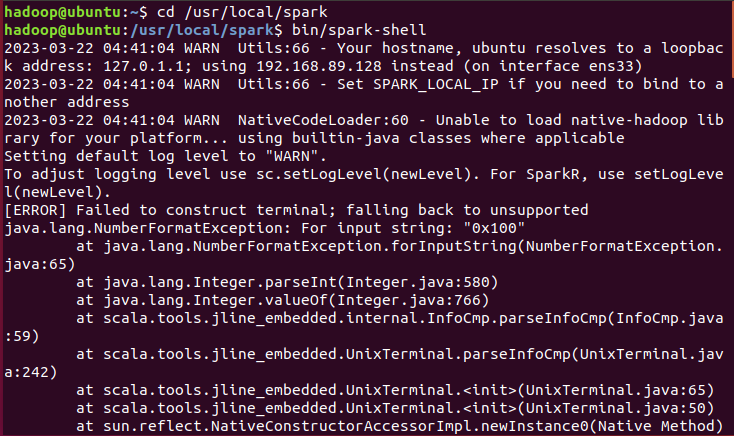 hadoop@ubuntu:~$ cd /usr/local/spark
hadoop@ubuntu:/usr/local/spark$ bin/spark-shell
2023-03-22 04:41:04 WARN  Utils:66 - Your hostname, ubuntu resolves to a loopbac
k address: 127.0.1.1; using 192.168.89.128 instead (on interface ens33)
2023-03-22 04:41:04 WARN  Utils:66 - Set SPARK_LOCAL_IP if you need to bind to a
nother address
2023-03-22 04:41:04 WARN  NativeCodeLoader:60 - Unable to load native-hadoop lib
rary for your platform... using builtin-java classes where applicable
Setting default log level to "WARN".
To adjust logging level use sc.setLogLevel(newLevel). For SparkR, use setLogLeve
l(newLevel).
[ERROR] Failed to construct terminal; falling back to unsupported
java.lang.NumberFormatException: For input string: "0x100"
        at java.lang.NumberFormatException.forInputString(NumberFormatException.
java:65)
        at java.lang.Integer.parseInt(Integer.java:580)
        at java.lang.Integer.valueOf(Integer.java:766)
        at scala.tools.jline_embedded.internal.InfoCmp.parseInfoCmp(InfoCmp.java
:59)
        at scala.tools.jline_embedded.UnixTerminal.parseInfoCmp(UnixTerminal.jav
a:242)
        at scala.tools.jline_embedded.UnixTerminal.<init>(UnixTerminal.java:65)
        at scala.tools.jline_embedded.UnixTerminal.<init>(UnixTerminal.java:50)
        at sun.reflect.NativeConstructorAccessorImpl.newInstance0(Native Method)